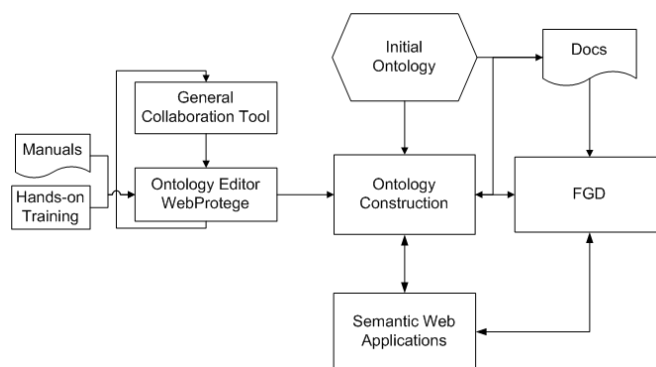 Initial
Ontology
Docs
General
Collaboration Tool
Manuals
Hands-on
Training
Ontology Editor
WebProtege
Ontology
Construction
FGD
Semantic Web
Applications